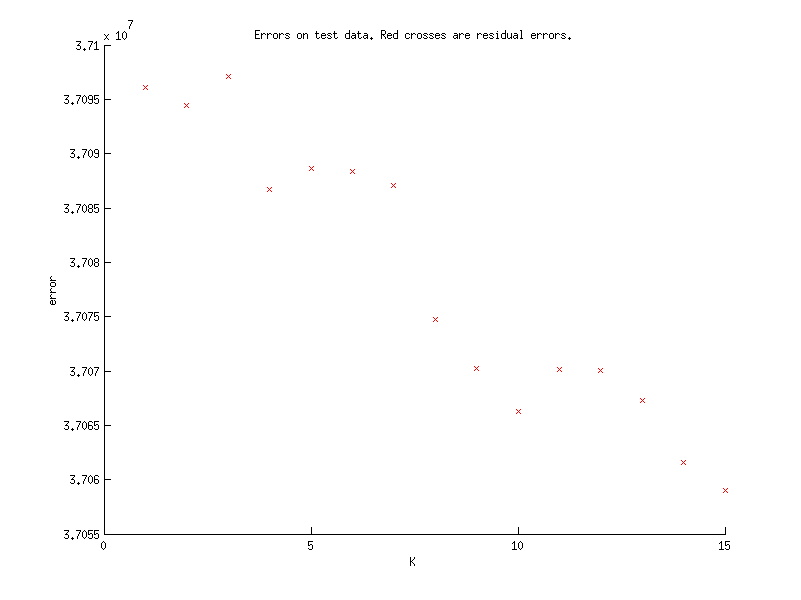 x 10^7
Errors on test data. Red crosses are residual errors.
3.71
3.7095
3.709
3.7085
3.708
3.7075
3.707
3.7065
3.706
3.7055
error
0 5 10 15
K